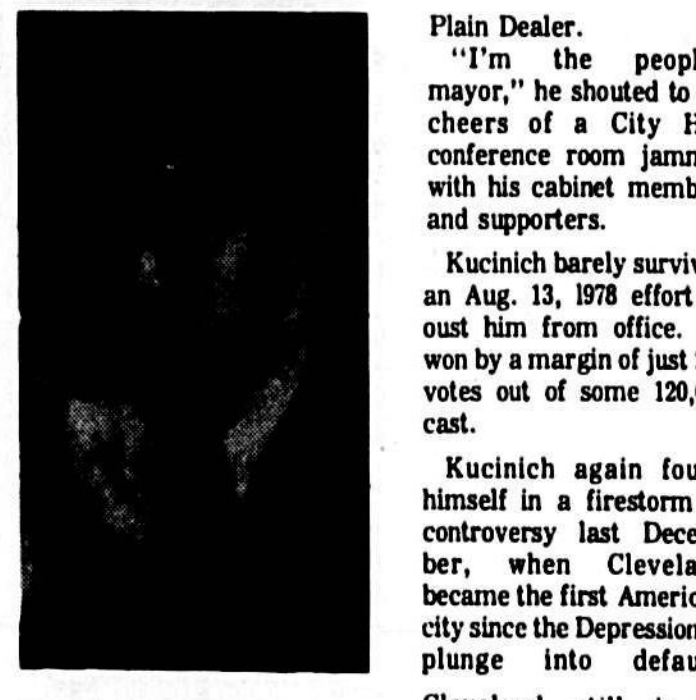 Plain Dealer.
"I'm the peopl
mayor," he shouted to
cheers of a City H
conference room jamm
with his cabinet memb
and supporters.
Kucinich barely surviv
an Aug. 13, 1978 effort
oust him from office.
won by a margin of just
votes out of some 120,
cast.
Kucinich again fou
himself in a firestorm
controversy last Dece
ber, when Clevela
became the first Americ
city since the Depression
plunge into defau
Cleveland still